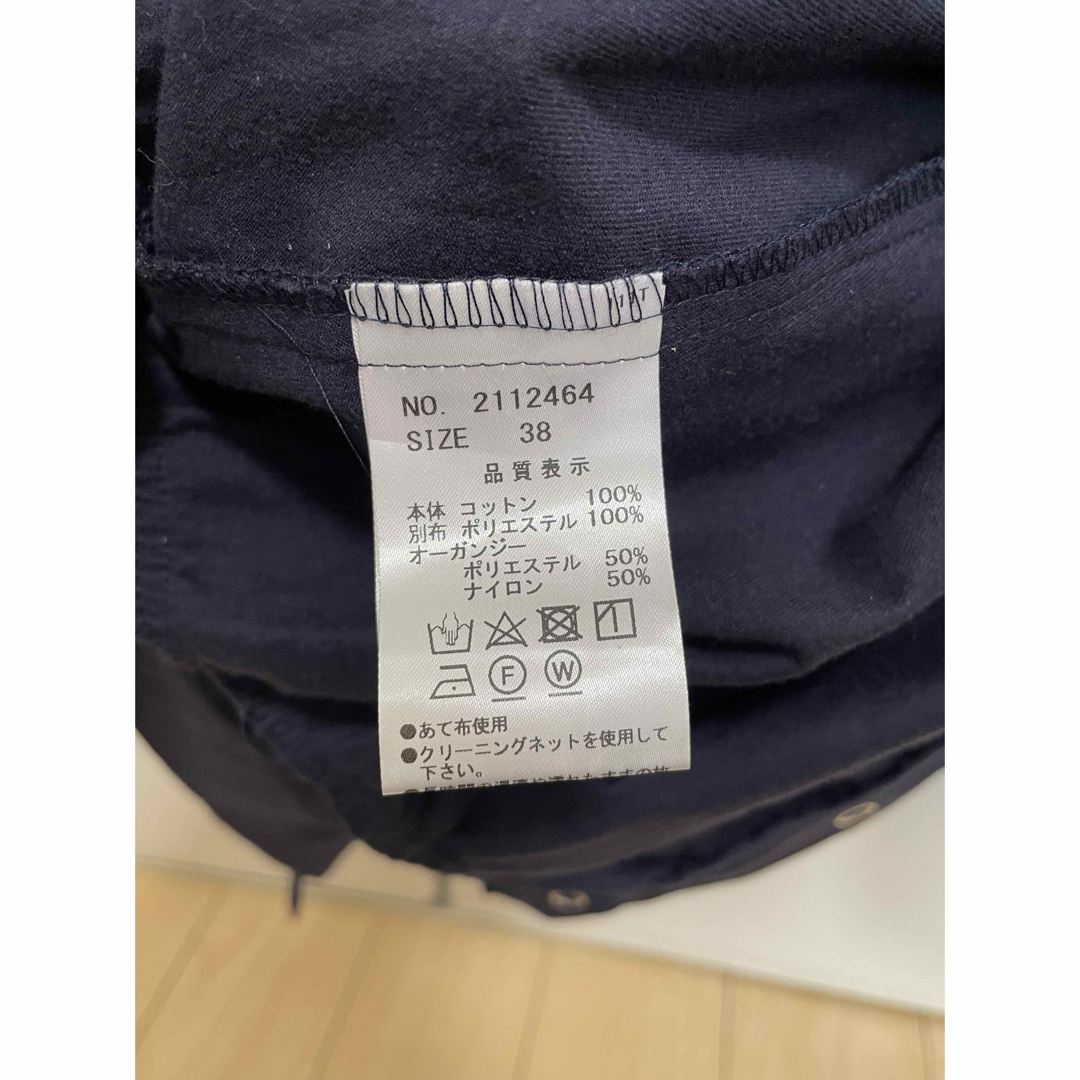 NO. 2112464
SIZE 38
品質表示
本体 コットン 100%
別布 ポリエステル 100%
オーガンジー
ポリエステル 50%
ナイロン 50%
F W
●あて布使用
●クリーニングネットを使用して
下さい。